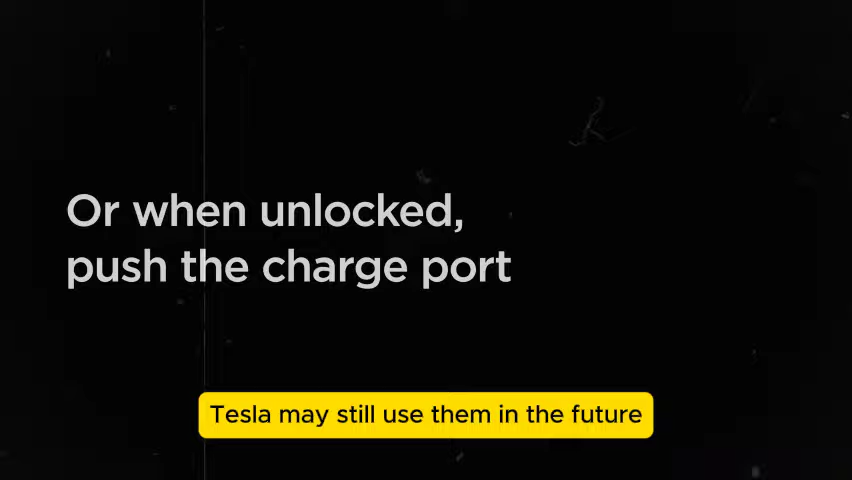 Or when unlocked,
push the charge port
Tesla may still use them in the future